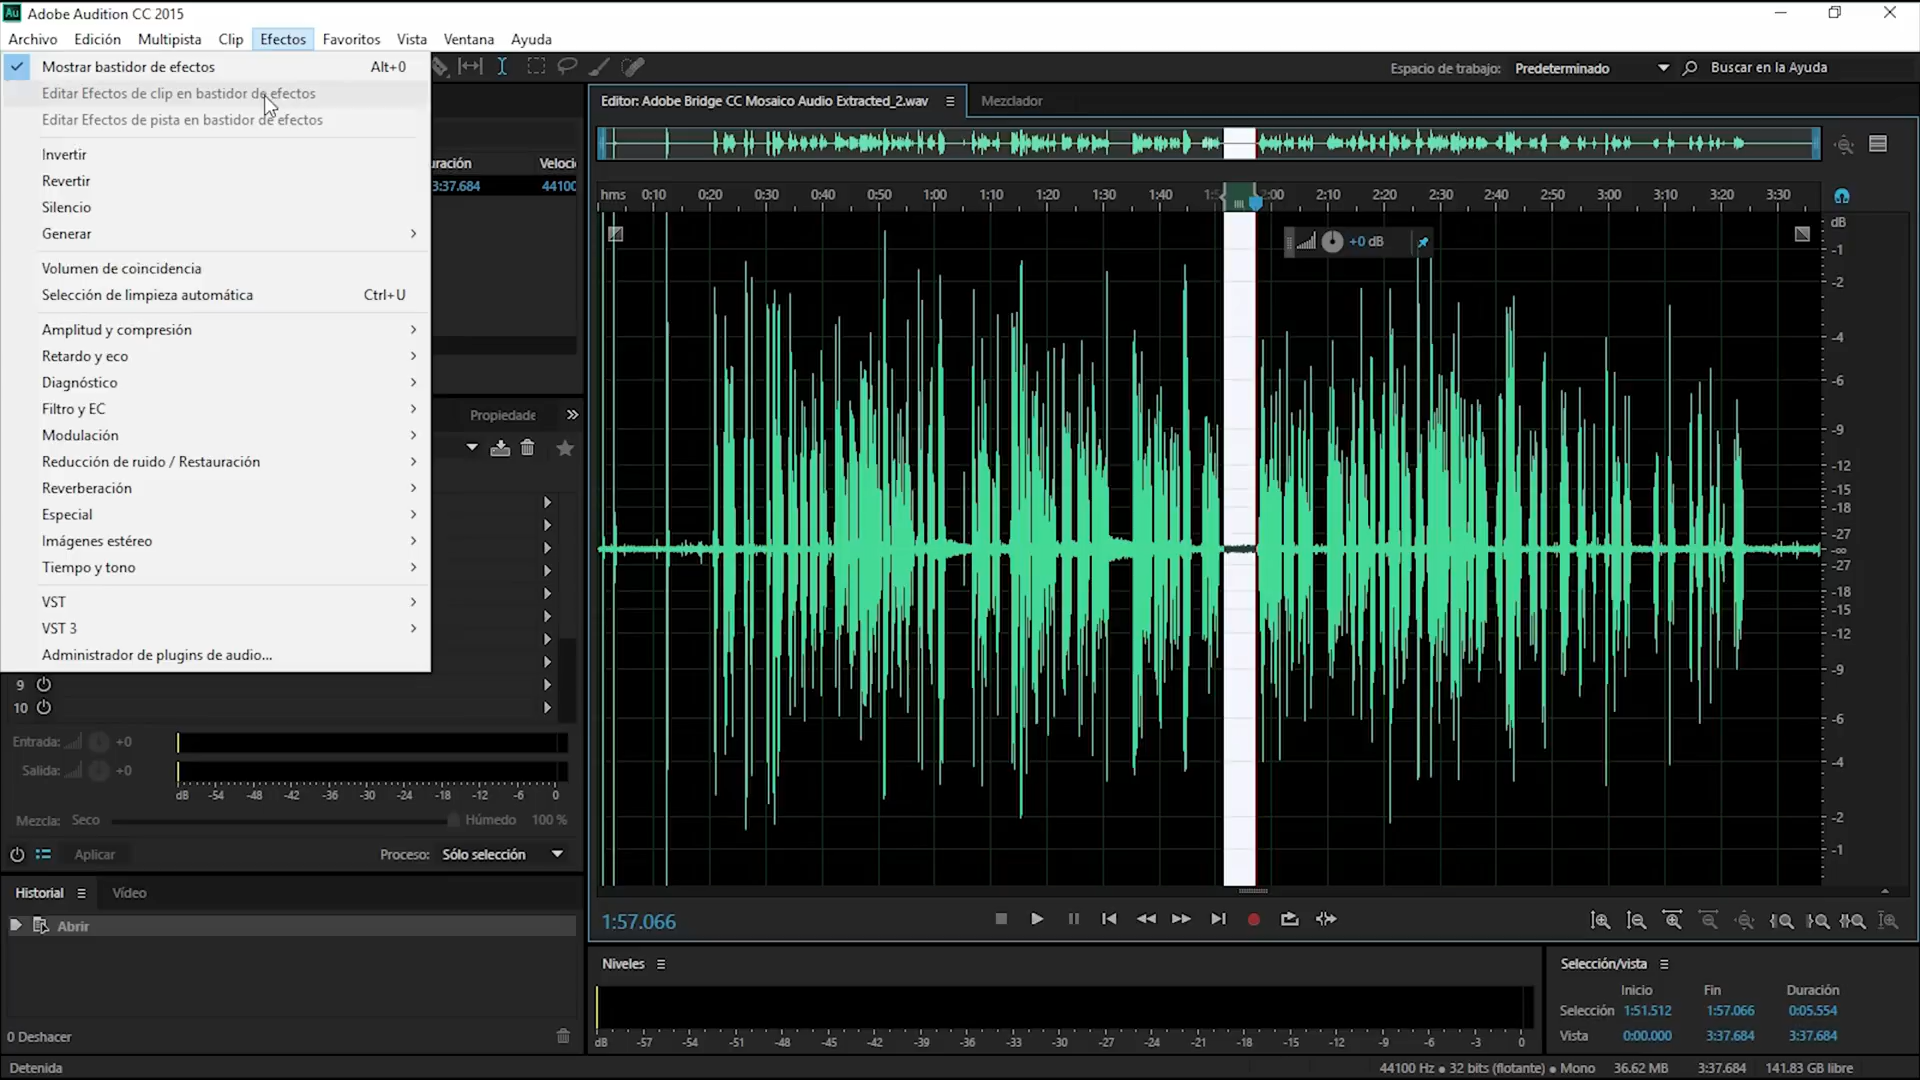 Au Adobe Audition CC 2015
Archivo Edición Multipista Clip Efectos Favoritos Vista Ventana Ayuda
Mostrar bastidor de efectos Alt+0
Editar Efectos de clip en bastidor de efectos
Editar Efectos de pista en bastidor de efectos
Invertir
Revertir
Silencio
Generar
Volumen de coincidencia
Selección de limpieza automática Ctrl+U
Amplitud y compresión
Retardo y eco
Diagnóstico
Filtro y EC
Modulación
Reducción de ruido / Restauración
Reverberación
Especial
Imágenes estéreo
Tiempo y tono
VST
VST 3
Administrador de plugins de audio...
Espacio de trabajo: Predeterminado Buscar en la Ayuda
uración Veloci
3:37.684 44100
Propiedade
9
10
Entrada: +0
Salida: +0
dB -54 -48 -42 -36 -30 -24 -18 -12 -6 0
Mezcla: Seco Húmedo 100 %
Aplicar Proceso: Sólo selección
Historial Vídeo
Abrir
0 Deshacer
Detenida
Editor: Adobe Bridge CC Mosaico Audio Extracted_2.wav Mezclador
hms 0:10 0:20 0:30 0:40 0:50 1:00 1:10 1:20 1:30 1:40 1:5 2:00 2:10 2:20 2:30 2:40 2:50 3:00 3:10 3:20 3:30
+0 dB
dB
-1
-2
-4
-6
-9
-12
-15
-18
-27
-∞
-27
-18
-15
-12
-9
-6
-4
-2
-1
1:57.066
Niveles
dB -57 -54 -51 -48 -45 -42 -39 -36 -33 -30 -27 -24 -21 -18 -15 -12 -9 -6 -3 0
Selección/vista
Inicio Fin Duración
Selección 1:51.512 1:57.066 0:05.554
Vista 0:00.000 3:37.684 3:37.684
44100 Hz • 32 bits (flotante) • Mono 36.62 MB 3:37.684 141.83 GB libre